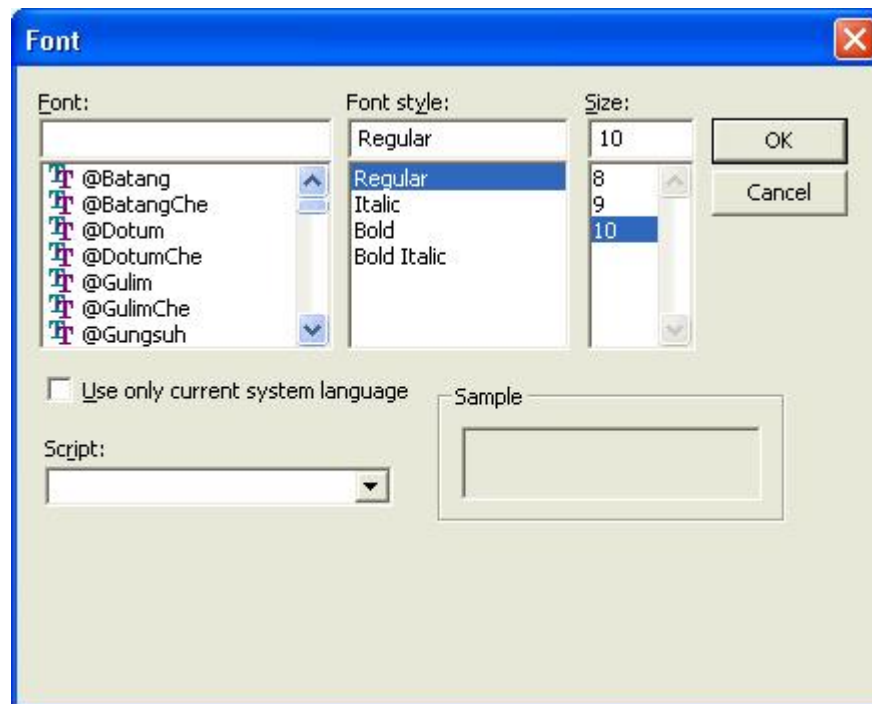 Font
Font:
Font style:
Size:
Regular
10
OK
Cancel
@Batang
@BatangChe
@Dotum
@DotumChe
@Gulim
@GulimChe
@Gungsuh
Regular
Italic
Bold
Bold Italic
8
9
10
Use only current system language
Sample
Script: